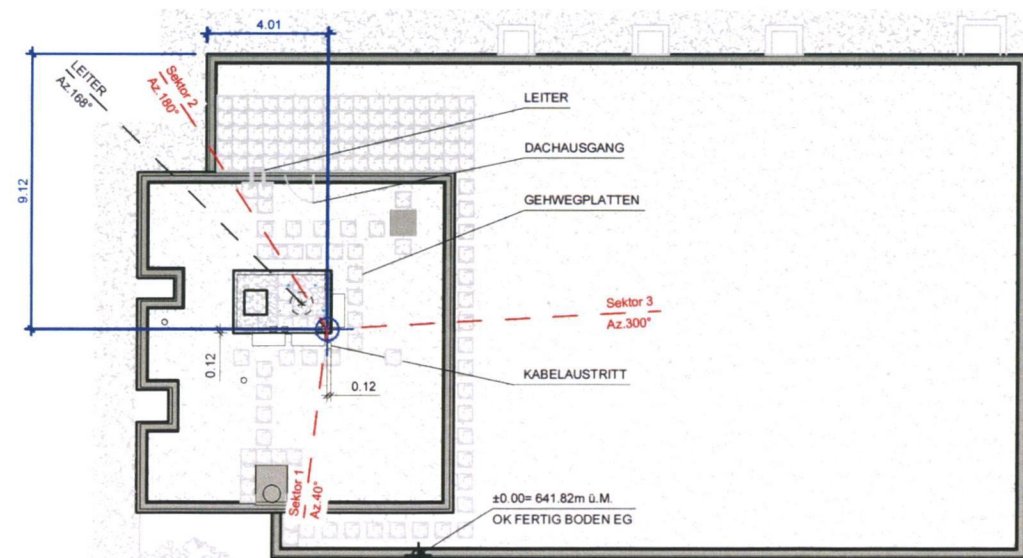 4.01
LEITER
Az.168°
Sektor 2
Az.180°
LEITER
DACHAUSGANG
GEHWEGPLATTEN
9.12
Sektor 3
Az.300°
0.12
0.12
KABELAUSTRITT
Sektor 1
Az.40°
±0.00= 641.82m ü.M.
OK FERTIG BODEN EG